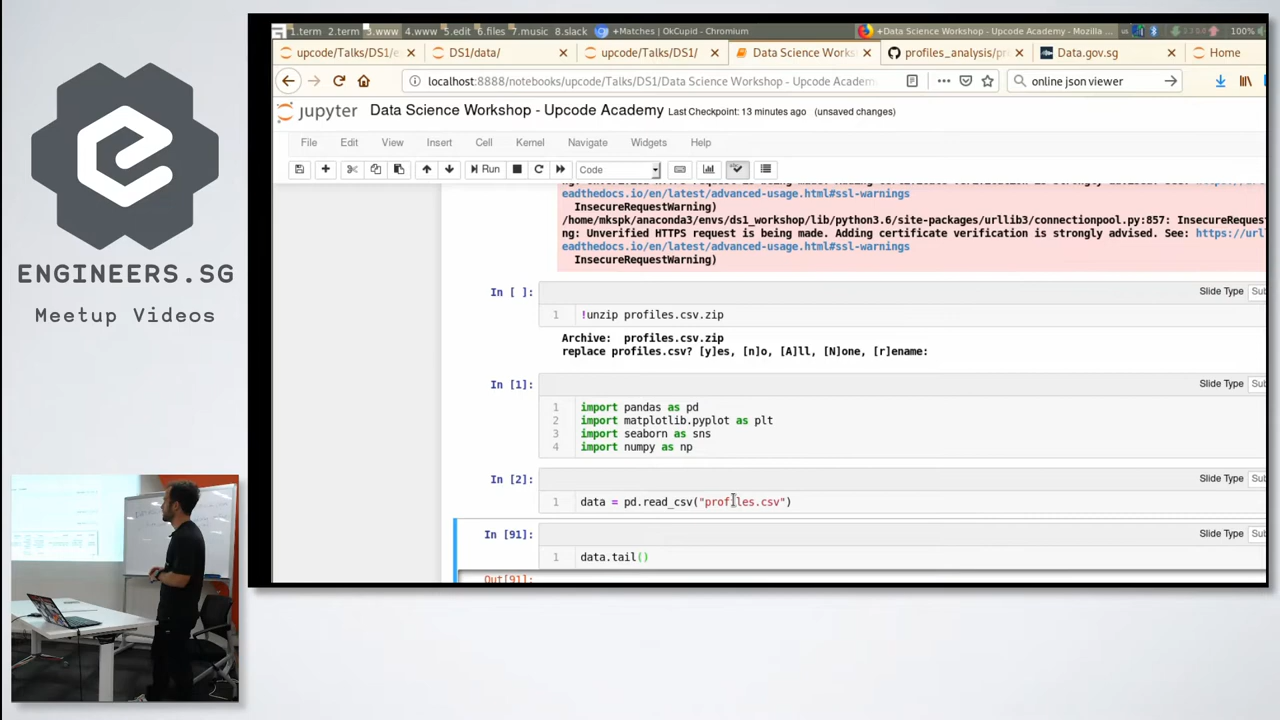 1.term 2.term 3.www 4.www 5.edit 6.files 7.music 8.slack +Matches | OkCupid - Chromium +Data Science Workshop - Upcode Academy - Mozilla ... us 100%
upcode/Talks/DS1/e DS1/data/ upcode/Talks/DS1/ Data Science Works profiles_analysis/pr Data.gov.sg Home
localhost:8888/notebooks/upcode/Talks/DS1/Data Science Workshop - Upcode Academ online json viewer
jupyter Data Science Workshop - Upcode Academy Last Checkpoint: 13 minutes ago (unsaved changes)
File Edit View Insert Cell Kernel Navigate Widgets Help
Run Code
eadthedocs.io/en/latest/advanced-usage.html#ssl-warnings
InsecureRequestWarning)
/home/mkspk/anaconda3/envs/ds1_workshop/lib/python3.6/site-packages/urllib3/connectionpool.py:857: InsecureRequest
ng: Unverified HTTPS request is being made. Adding certificate verification is strongly advised. See: https://url
eadthedocs.io/en/latest/advanced-usage.html#ssl-warnings
InsecureRequestWarning)
In [ ]: Slide Type Sub
1 !unzip profiles.csv.zip
Archive: profiles.csv.zip
replace profiles.csv? [y]es, [n]o, [A]ll, [N]one, [r]ename:
In [1]: Slide Type Sub
1 import pandas as pd
2 import matplotlib.pyplot as plt
3 import seaborn as sns
4 import numpy as np
In [2]: Slide Type Sub
1 data = pd.read_csv("profiles.csv")
In [91]: Slide Type Sub
1 data.tail()
Out[91]:
ENGINEERS.SG
Meetup Videos